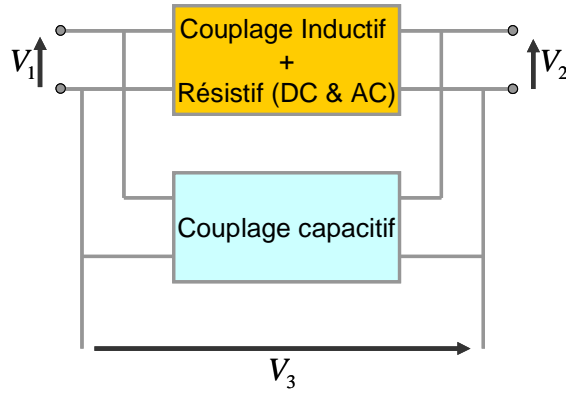 Couplage Inductif
+
Résistif (DC & AC)
V1
V2
Couplage capacitif
V3